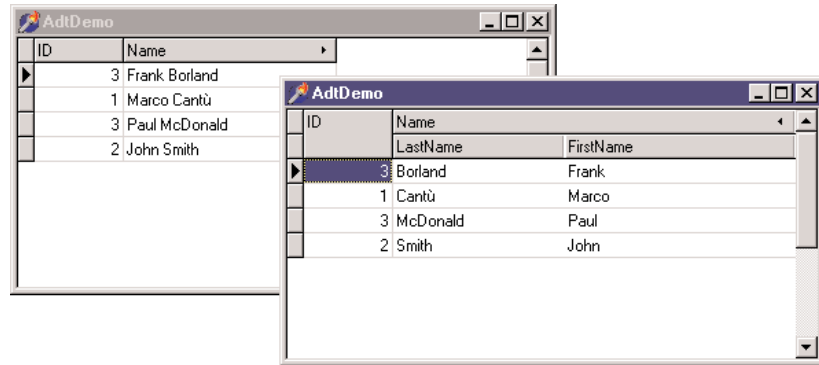 AdtDemo
ID Name
3 Frank Borland
1 Marco Cantù
3 Paul McDonald
2 John Smith
AdtDemo
ID Name
LastName FirstName
3 Borland Frank
1 Cantù Marco
3 McDonald Paul
2 Smith John